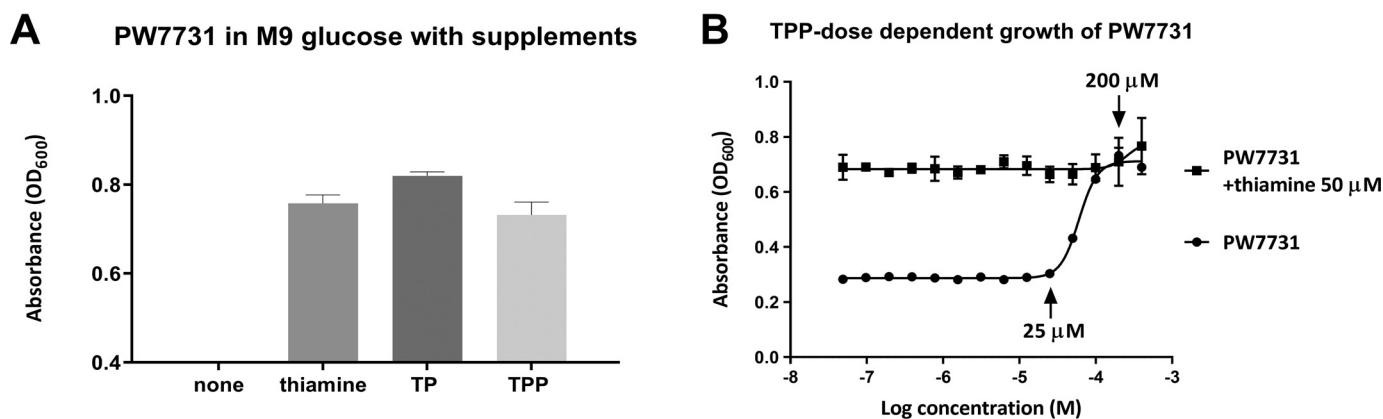 A
PW7731 in M9 glucose with supplements
Absorbance (OD600)
1.0
0.8
0.6
0.4
none thiamine TP TPP
B
TPP-dose dependent growth of PW7731
Absorbance (OD600)
1.0
0.8
0.6
0.4
0.2
0.0
200 μM
25 μM
-8 -7 -6 -5 -4 -3
Log concentration (M)
PW7731
+thiamine 50 μM
PW7731